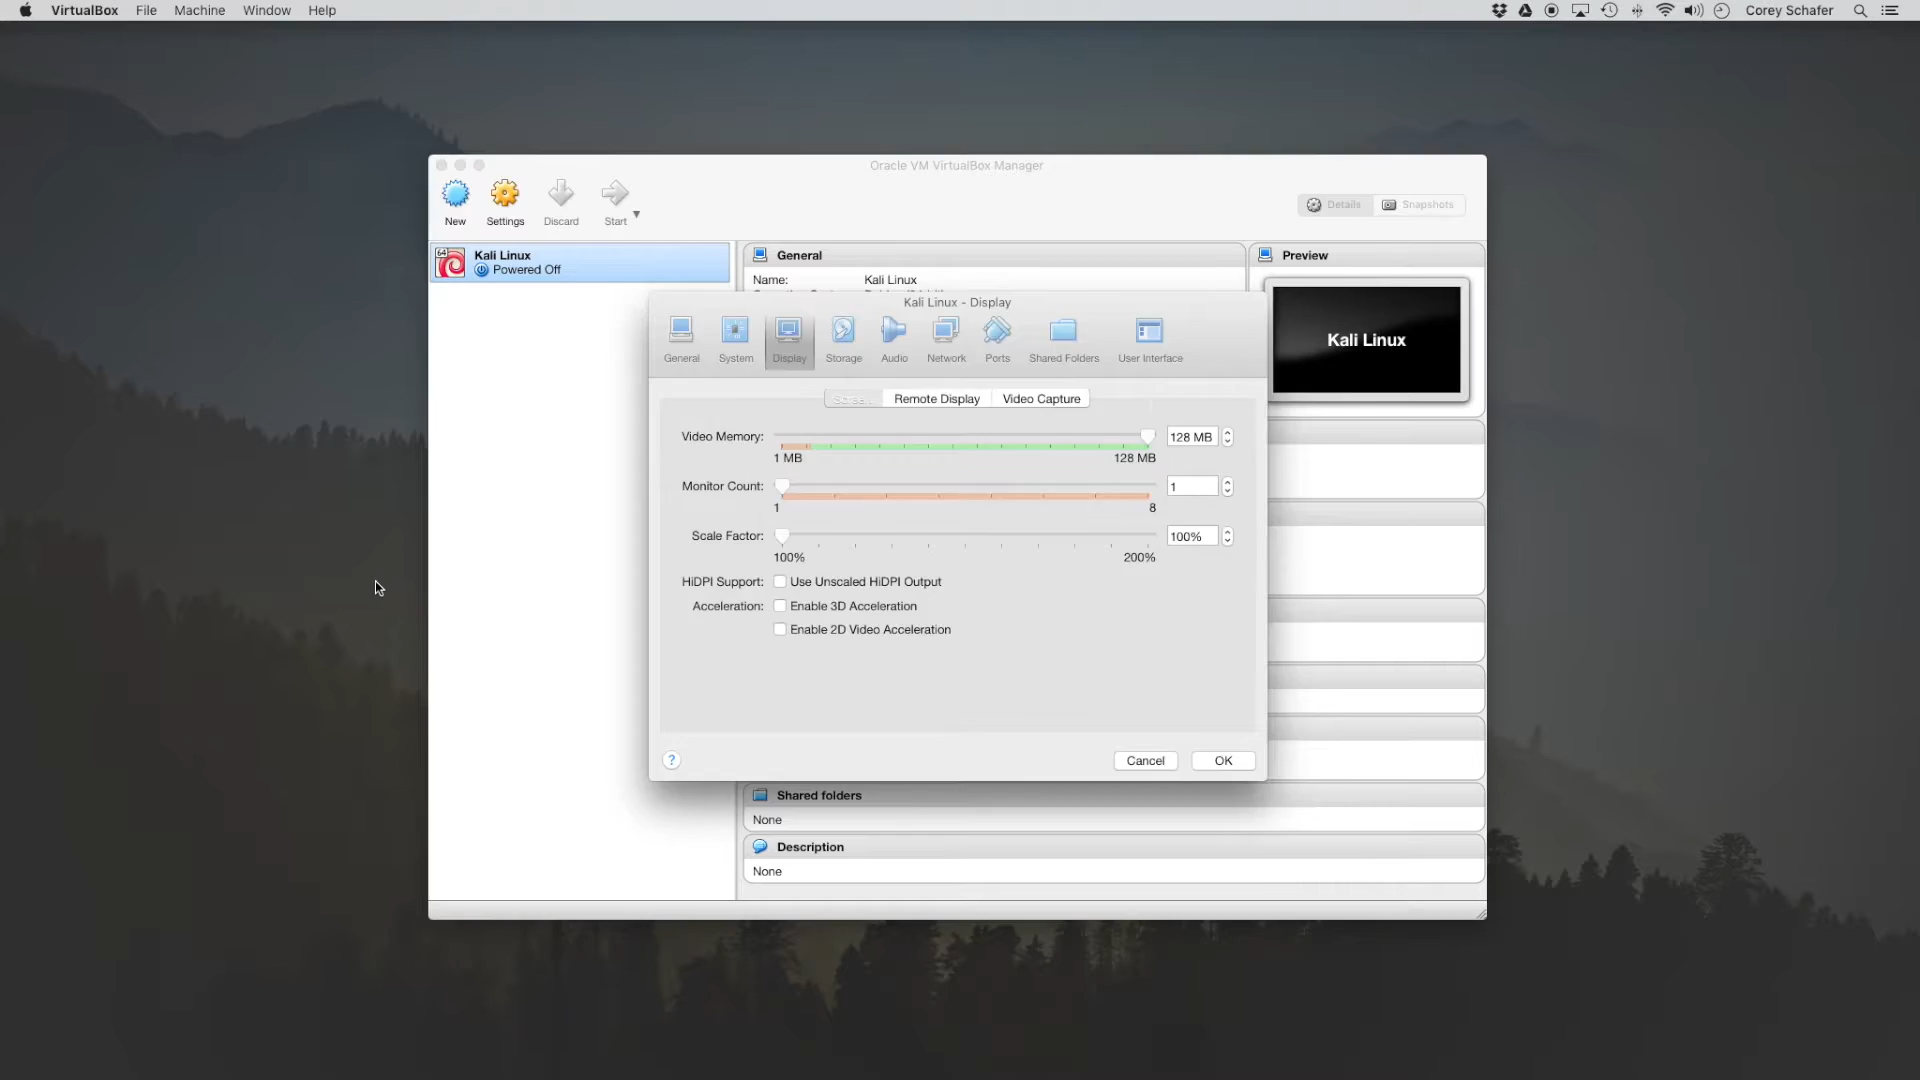 VirtualBox File Machine Window Help Corey Schafer
Oracle VM VirtualBox Manager
New Settings Discard Start Details Snapshots
64 Kali Linux
Powered Off
General
Name: Kali Linux
Preview
Kali Linux
Kali Linux - Display
General System Display Storage Audio Network Ports Shared Folders User Interface
Screen Remote Display Video Capture
Video Memory: 128 MB
1 MB 128 MB
Monitor Count: 1
1 8
Scale Factor: 100%
100% 200%
HiDPI Support: Use Unscaled HiDPI Output
Acceleration: Enable 3D Acceleration
Enable 2D Video Acceleration
? Cancel OK
Shared folders
None
Description
None